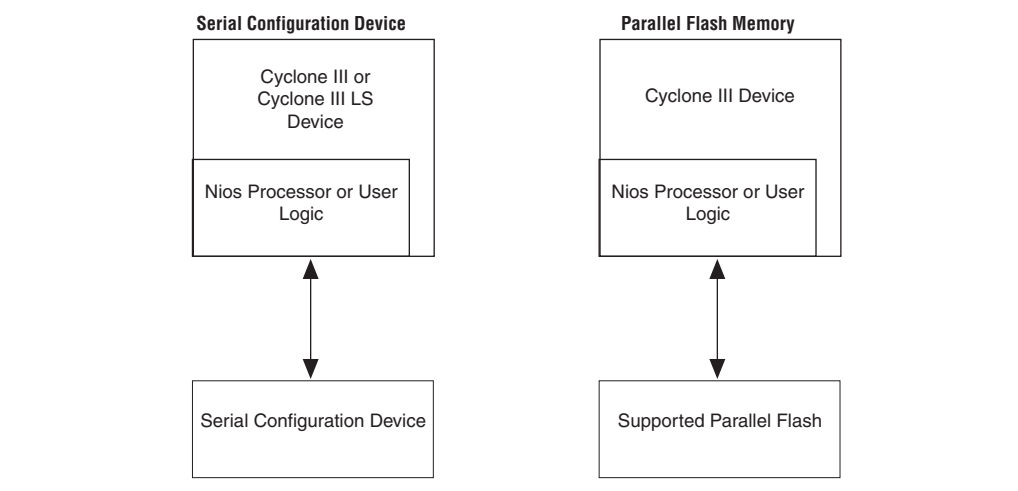 Serial Configuration Device
Parallel Flash Memory
Cyclone III or
Cyclone III LS
Device
Cyclone III Device
Nios Processor or User
Logic
Nios Processor or User
Logic
Serial Configuration Device
Supported Parallel Flash